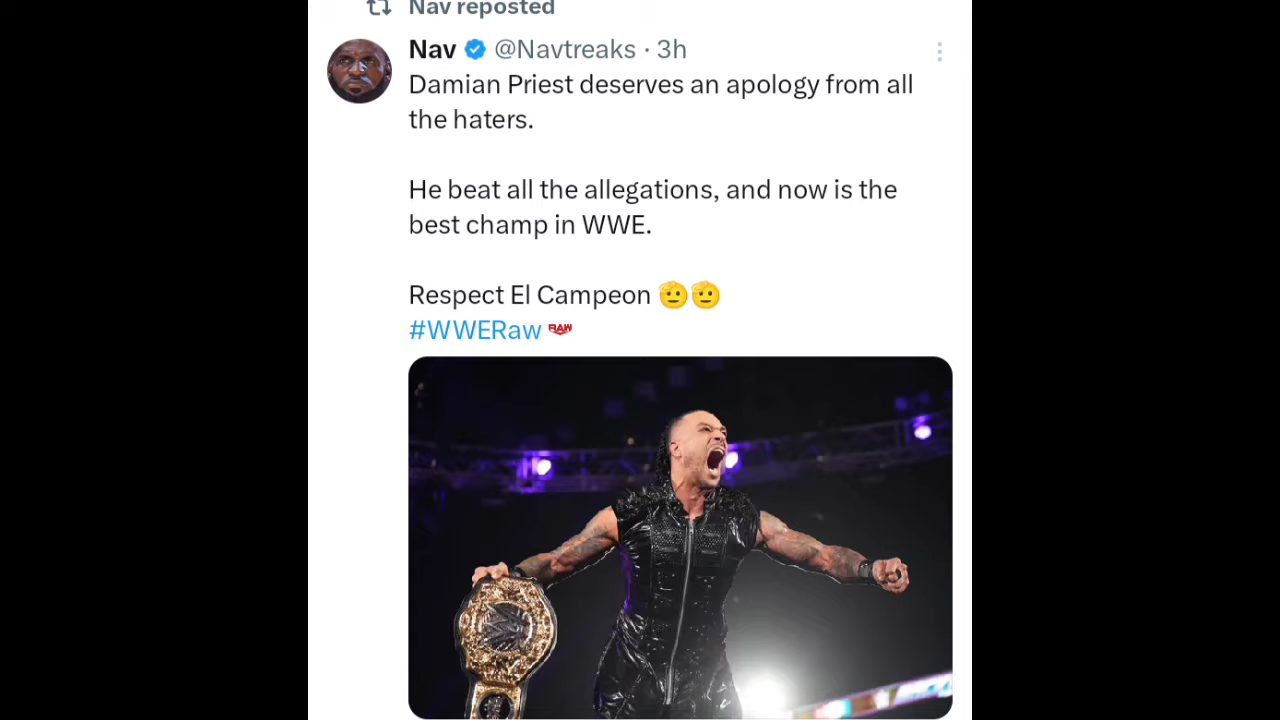 Nav reposted
Nav @Navtreaks · 3h
Damian Priest deserves an apology from all
the haters.
He beat all the allegations, and now is the
best champ in WWE.
Respect El Campeon 🫡🫡
#WWERaw RAW